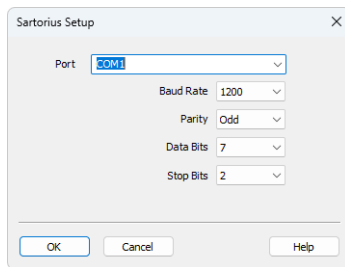 Sartorius Setup
Port COM1
Baud Rate 1200
Parity Odd
Data Bits 7
Stop Bits 2
OK Cancel Help